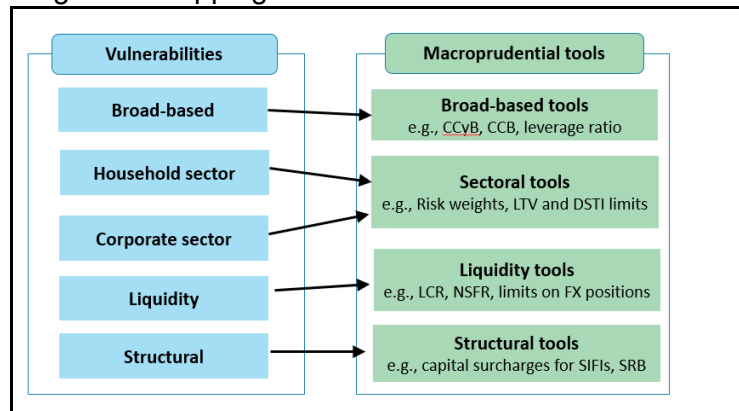 Vulnerabilities
Broad-based
Household sector
Corporate sector
Liquidity
Structural
Macroprudential tools
Broad-based tools
e.g., CCyB, CCB, leverage ratio
Sectoral tools
e.g., Risk weights, LTV and DSTI limits
Liquidity tools
e.g., LCR, NSFR, limits on FX positions
Structural tools
e.g., capital surcharges for SIFIs, SRB